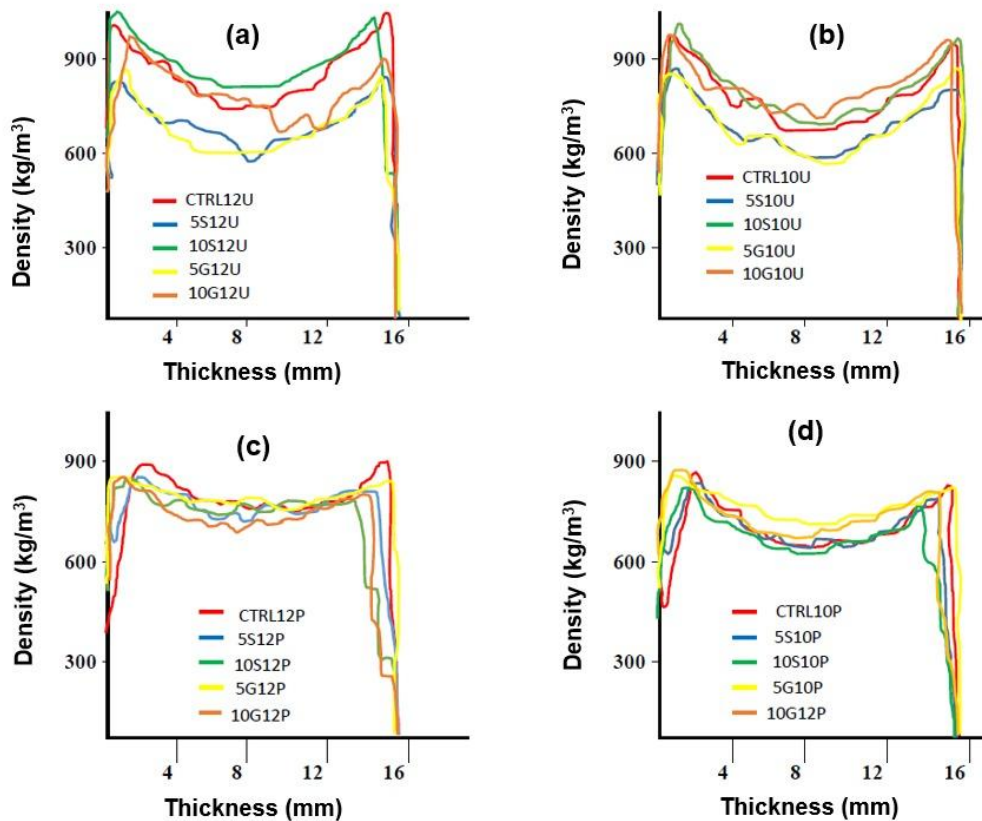 (a)
900
600
300
Density (kg/m³)
CTRL12U
5S12U
10S12U
5G12U
10G12U
4 8 12 16
Thickness (mm)
(b)
900
600
300
Density (kg/m³)
CTRL10U
5S10U
10S10U
5G10U
10G10U
4 8 12 16
Thickness (mm)
(c)
900
600
300
Density (kg/m³)
CTRL12P
5S12P
10S12P
5G12P
10G12P
4 8 12 16
Thickness (mm)
(d)
900
600
300
Density (kg/m³)
CTRL10P
5S10P
10S10P
5G10P
10G12P
4 8 12 16
Thickness (mm)